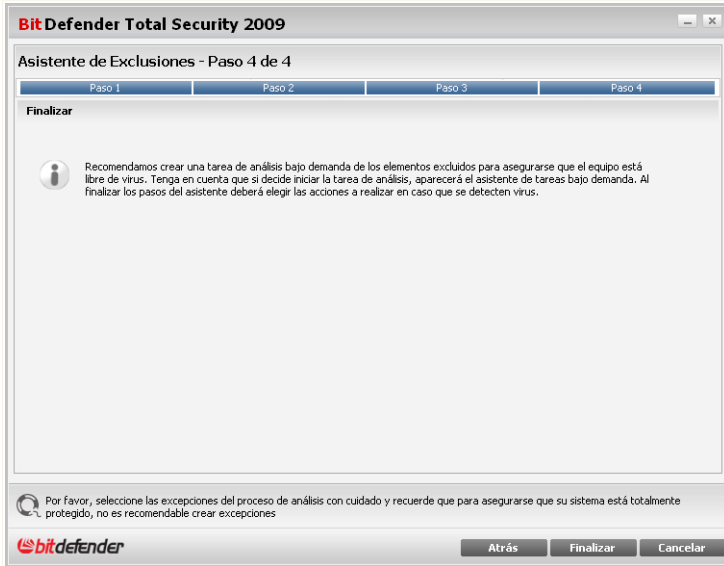 BitDefender Total Security 2009
Asistente de Exclusiones - Paso 4 de 4
Paso 1 Paso 2 Paso 3 Paso 4
Finalizar
Recomendamos crear una tarea de análisis bajo demanda de los elementos excluidos para asegurarse que el equipo está
libre de virus. Tenga en cuenta que si decide iniciar la tarea de análisis, aparecerá el asistente de tareas bajo demanda. Al
finalizar los pasos del asistente deberá elegir las acciones a realizar en caso que se detecten virus.
Por favor, seleccione las excepciones del proceso de análisis con cuidado y recuerde que para asegurarse que su sistema está totalmente
protegido, no es recomendable crear excepciones
bitdefender
Atrás Finalizar Cancelar